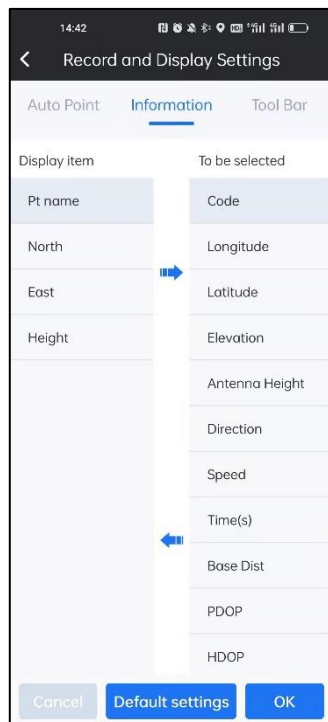 14:42
Record and Display Settings
Auto Point Information Tool Bar
Display item To be selected
Pt name Code
North Longitude
East Latitude
Height Elevation
Antenna Height
Direction
Speed
Time(s)
Base Dist
PDOP
HDOP
Cancel Default settings OK